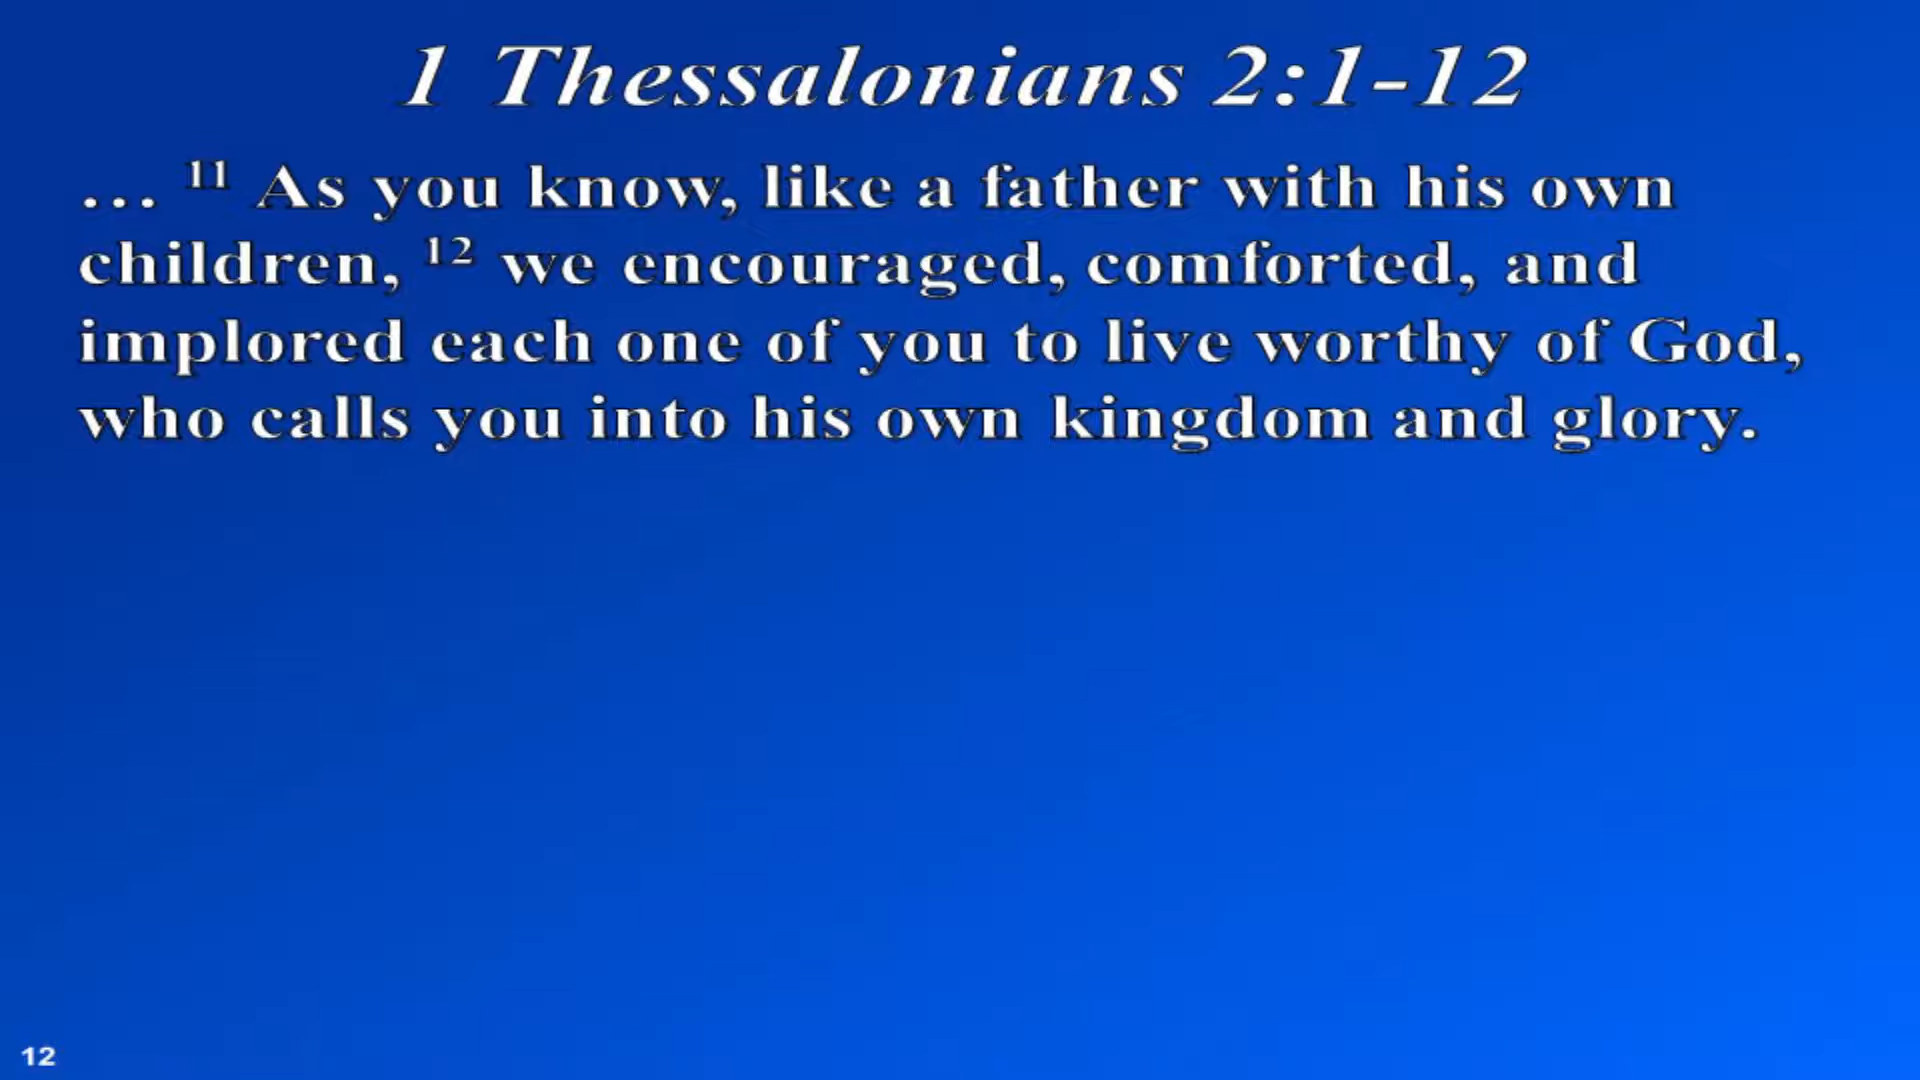 1 Thessalonians 2:1-12
… ¹¹ As you know, like a father with his own
children, ¹² we encouraged, comforted, and
implored each one of you to live worthy of God,
who calls you into his own kingdom and glory.
12